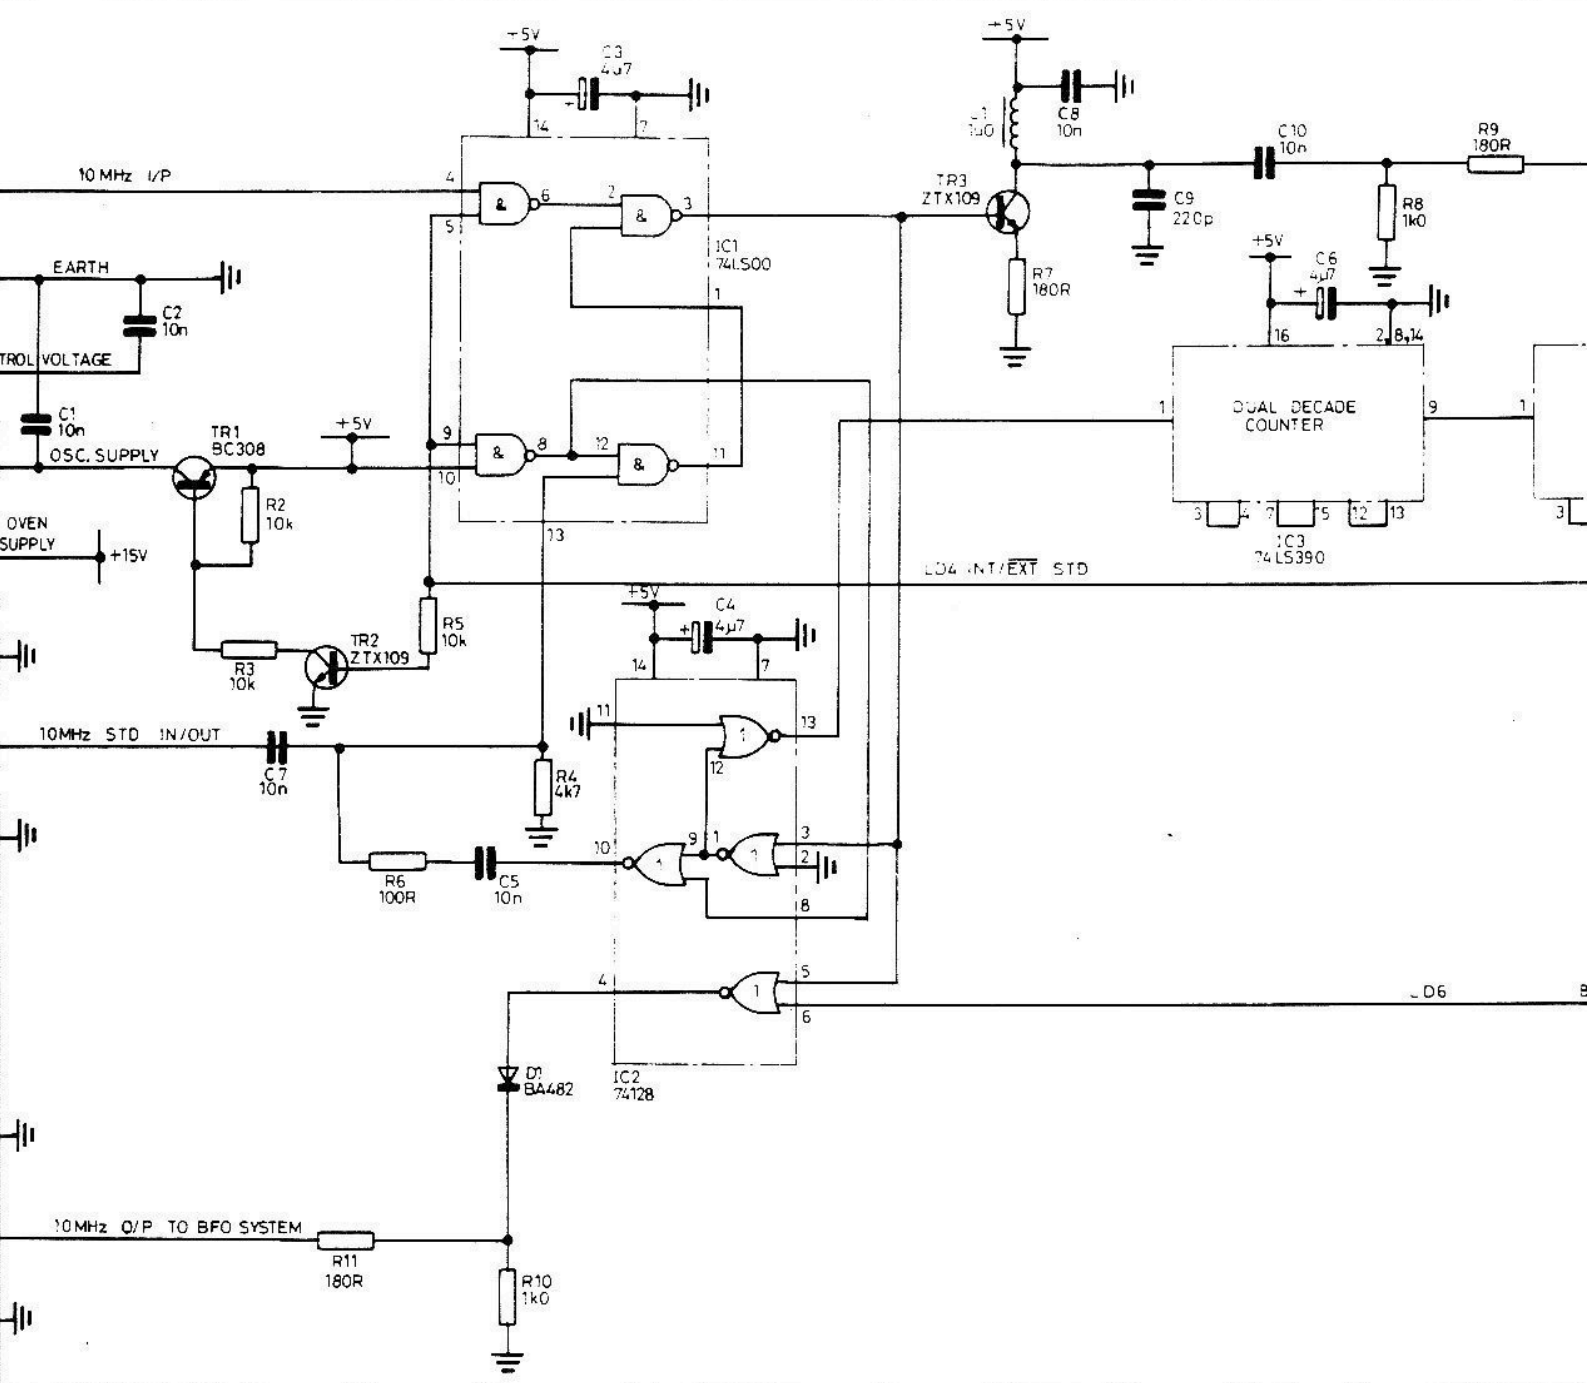 +5V
C3
4µ7
+
14
7
+5V
C8
10n
TR3
ZTX109
C10
10n
R9
180R
C9
220p
R8
1k0
R7
180R
10MHz I/P
4
5
&
6
2
&
3
IC1
74LS00
1
EARTH
C2
10n
TROL VOLTAGE
C1
10n
TR1
BC308
OSC. SUPPLY
+5V
R2
10k
9
10
&
8
12
&
11
13
OVEN
SUPPLY
+15V
+5V
C6
4µ7
+
16
2,8,14
1
DUAL DECADE
COUNTER
9
1
3
4
7
15
12
13
3
IC3
74LS390
LD4 INT/EXT STD
R5
10k
R3
10k
TR2
ZTX109
+5V
C4
+
4µ7
14
7
10MHz STD IN/OUT
C7
10n
R4
4k7
11
1
13
12
R6
100R
C5
10n
10
1
9
1
1
3
2
8
4
1
5
6
IC2
74128
D1
BA482
10MHz O/P TO BFO SYSTEM
R11
180R
R10
1k0